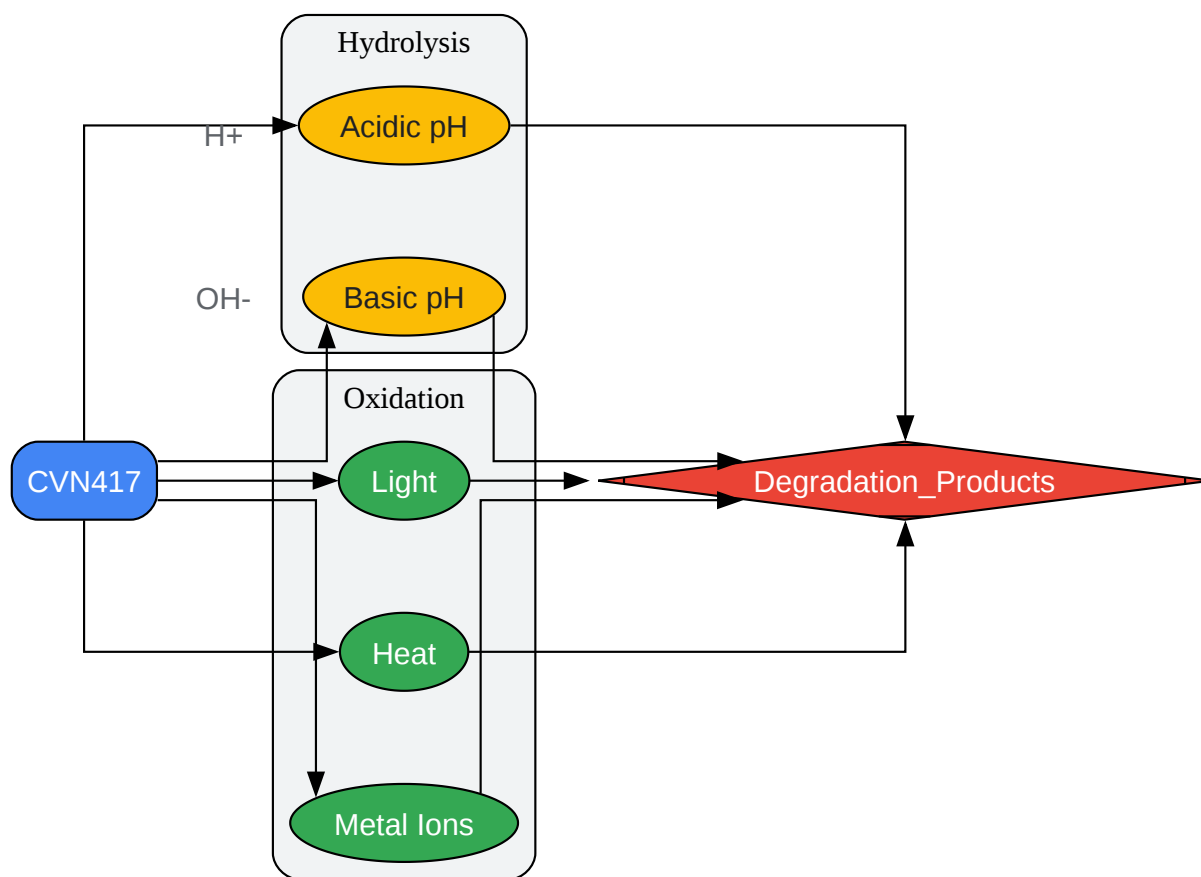 Hydrolysis
H+
Acidic pH
OH-
Basic pH
Oxidation
CVN417
Light
Degradation_Products
Heat
Metal Ions